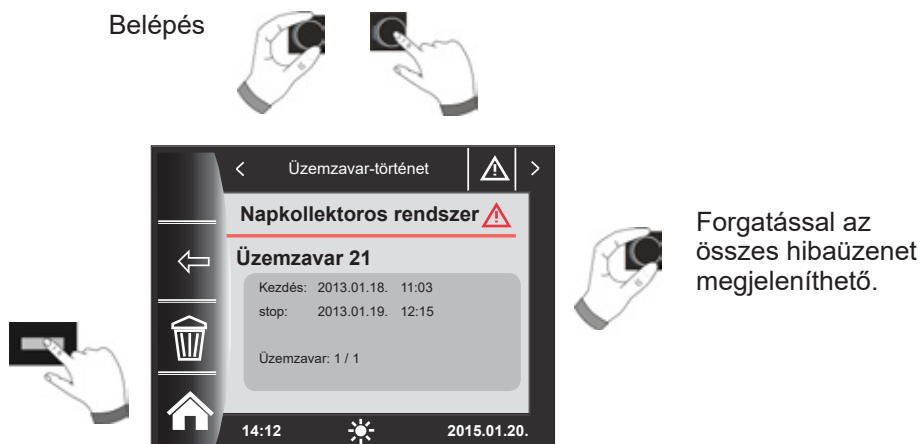 Belépés
Üzemzavar-történet
Napkollektoros rendszer
Üzemzavar 21
Kezdés: 2013.01.18. 11:03
stop: 2013.01.19. 12:15
Üzemzavar: 1 / 1
14:12 2015.01.20.
Forgatással az
összes hibaüzenet
megjeleníthető.